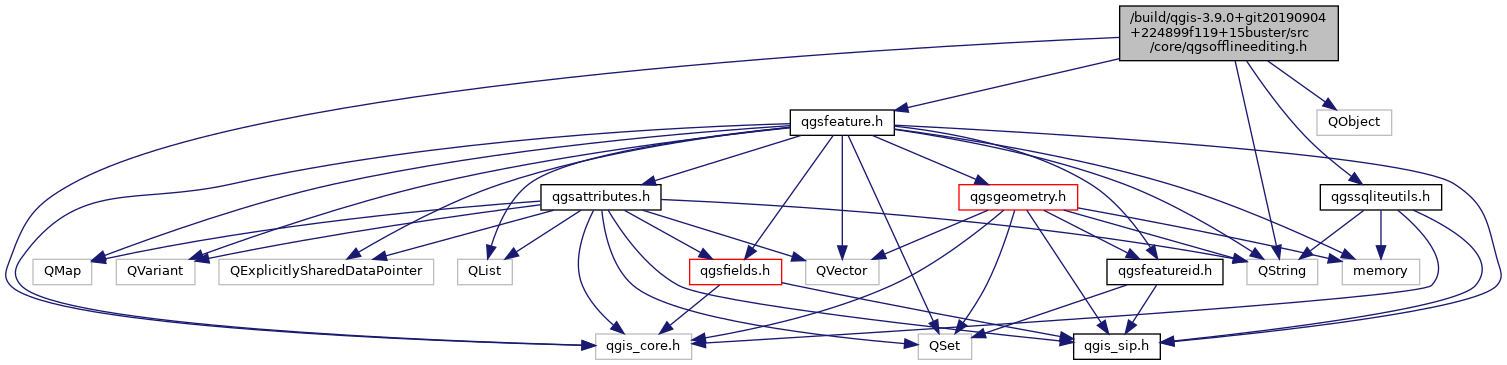 /build/qgis-3.9.0+git20190904
+224899f119+15buster/src
/core/qgsofflineediting.h
qgsfeature.h
QObject
qgsattributes.h
qgsgeometry.h
qgssqliteutils.h
QMap
QVariant
QExplicitlySharedDataPointer
QList
qgsfields.h
QVector
qgsfeatureid.h
QString
memory
qgis_core.h
QSet
qgis_sip.h